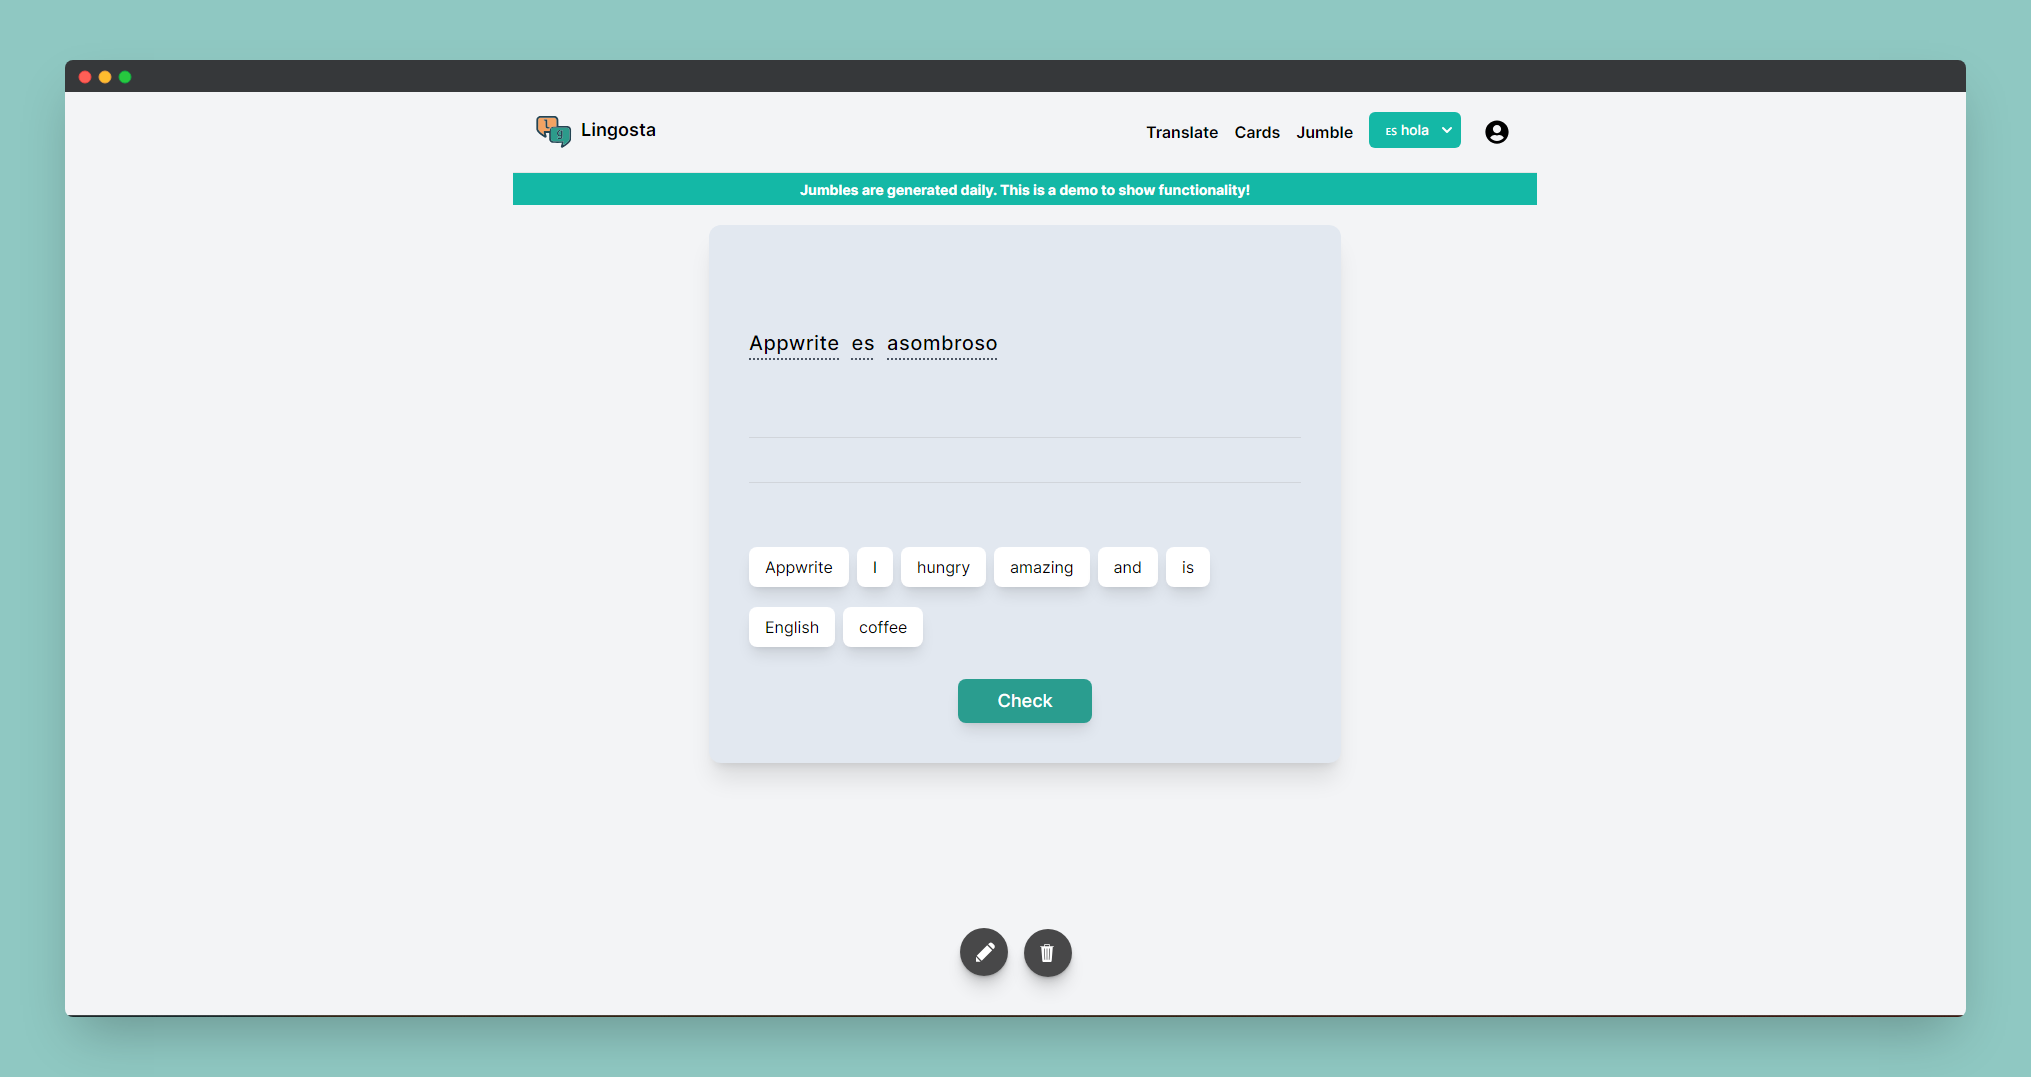 Lingosta
Translate Cards Jumble ES hola
Jumbles are generated daily. This is a demo to show functionality!
Appwrite es asombroso
Appwrite I hungry amazing and is
English coffee
Check